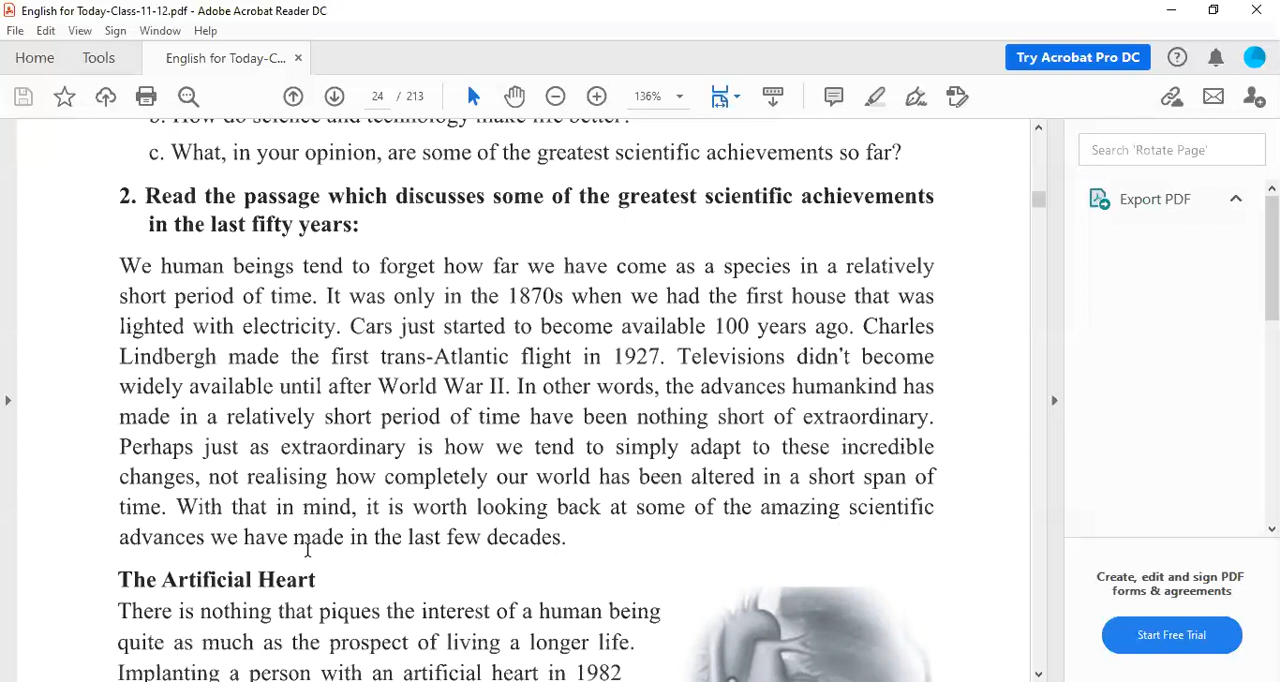 English for Today-Class-11-12.pdf - Adobe Acrobat Reader DC
File Edit View Sign Window Help
Home Tools English for Today-C... × Try Acrobat Pro DC
24 / 213 136%
b. How do science and technology make life better?
c. What, in your opinion, are some of the greatest scientific achievements so far?
2. Read the passage which discusses some of the greatest scientific achievements
in the last fifty years:
We human beings tend to forget how far we have come as a species in a relatively
short period of time. It was only in the 1870s when we had the first house that was
lighted with electricity. Cars just started to become available 100 years ago. Charles
Lindbergh made the first trans-Atlantic flight in 1927. Televisions didn't become
widely available until after World War II. In other words, the advances humankind has
made in a relatively short period of time have been nothing short of extraordinary.
Perhaps just as extraordinary is how we tend to simply adapt to these incredible
changes, not realising how completely our world has been altered in a short span of
time. With that in mind, it is worth looking back at some of the amazing scientific
advances we have made in the last few decades.
The Artificial Heart
There is nothing that piques the interest of a human being
quite as much as the prospect of living a longer life.
Implanting a person with an artificial heart in 1982
Search 'Rotate Page'
Export PDF
Create, edit and sign PDF
forms & agreements
Start Free Trial